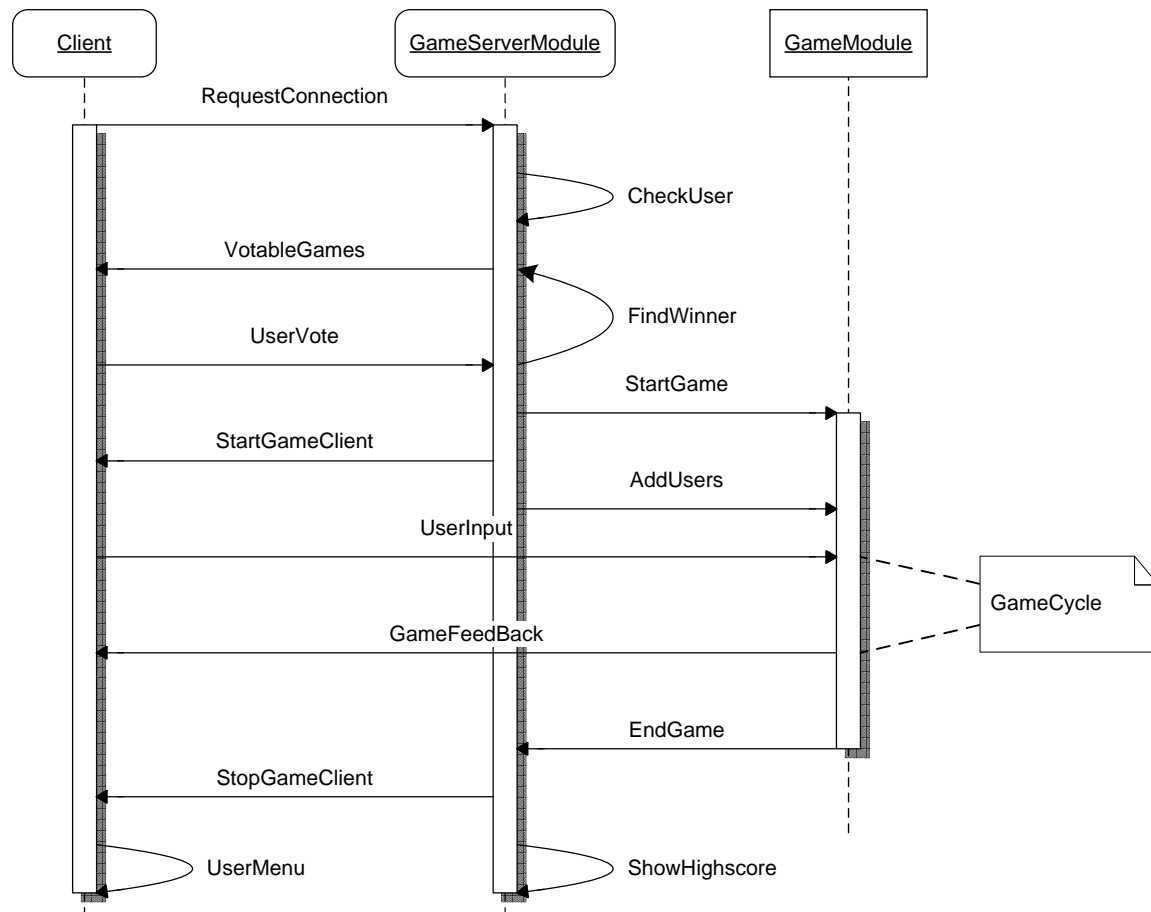 Client
GameServerModule
GameModule
RequestConnection
CheckUser
VotableGames
FindWinner
UserVote
StartGame
StartGameClient
AddUsers
UserInput
GameCycle
GameFeedBack
EndGame
StopGameClient
UserMenu
ShowHighscore